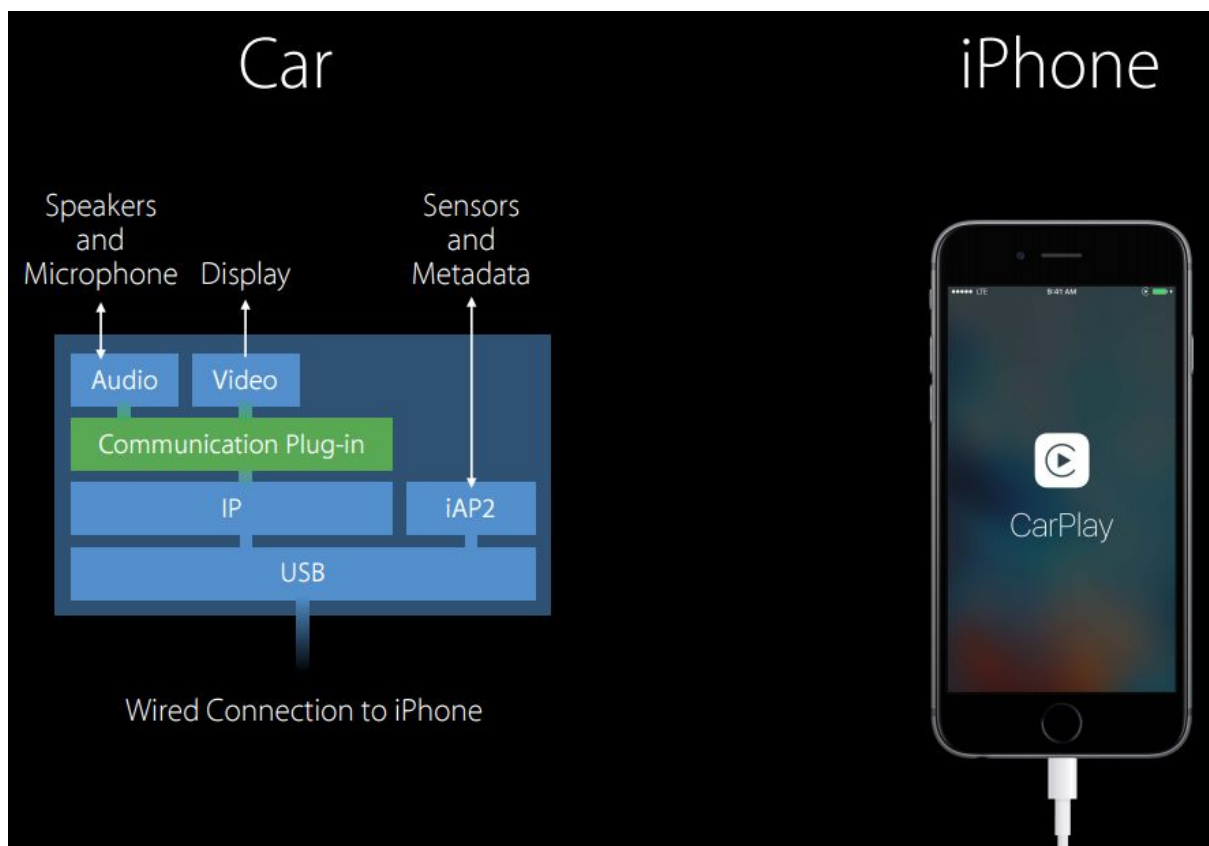 Car
iPhone
Speakers
and
Microphone
Display
Sensors
and
Metadata
Audio
Video
Communication Plug-in
IP
iAP2
USB
Wired Connection to iPhone
LTE
9:41 AM
CarPlay